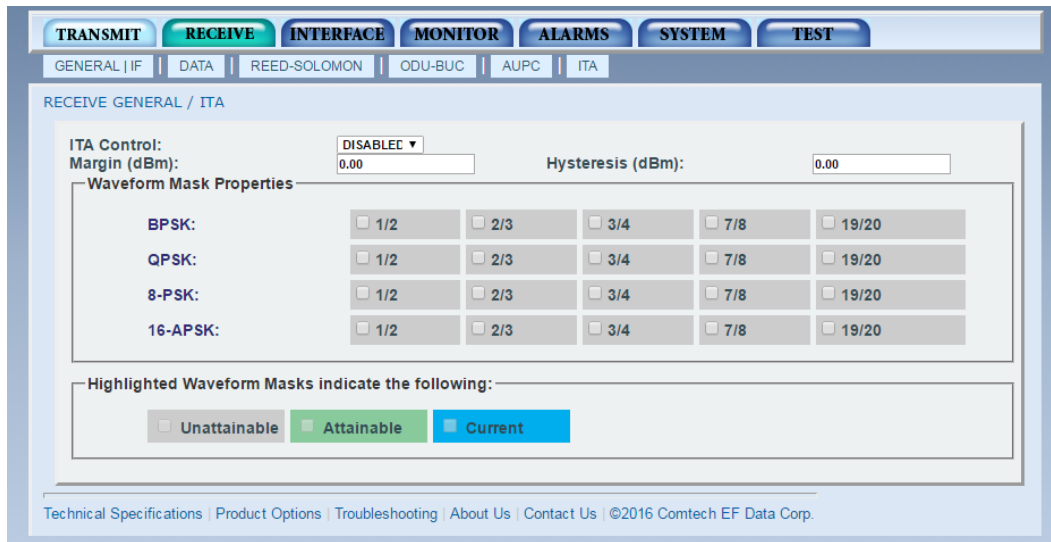 TRANSMIT RECEIVE INTERFACE MONITOR ALARMS SYSTEM TEST
GENERAL | IF DATA REED-SOLOMON ODU-BUC AUPC ITA
RECEIVE GENERAL / ITA
ITA Control: DISABLED ▼
Margin (dBm): 0.00 Hysteresis (dBm): 0.00
Waveform Mask Properties
BPSK: 1/2 2/3 3/4 7/8 19/20
QPSK: 1/2 2/3 3/4 7/8 19/20
8-PSK: 1/2 2/3 3/4 7/8 19/20
16-APSK: 1/2 2/3 3/4 7/8 19/20
Highlighted Waveform Masks indicate the following:
Unattainable Attainable Current
Technical Specifications | Product Options | Troubleshooting | About Us | Contact Us | ©2016 Comtech EF Data Corp.